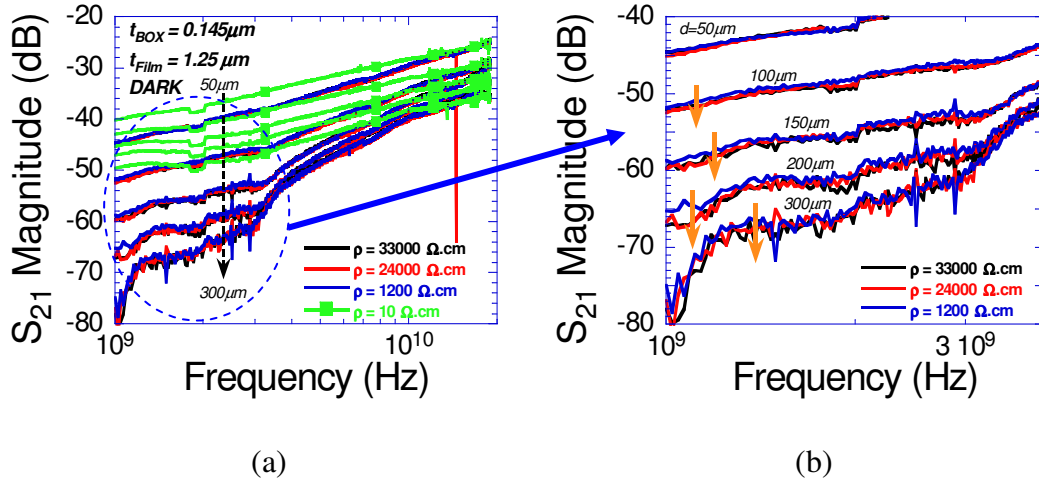 S21 Magnitude (dB)
-20
-30
-40
-50
-60
-70
-80
tBOX = 0.145μm
tFilm = 1.25 μm
DARK
50μm
300μm
ρ = 33000 Ω.cm
ρ = 24000 Ω.cm
ρ = 1200 Ω.cm
ρ = 10 Ω.cm
10^9
10^10
Frequency (Hz)
(a)
S21 Magnitude (dB)
-40
-50
-60
-70
-80
d=50μm
100μm
150μm
200μm
300μm
ρ = 33000 Ω.cm
ρ = 24000 Ω.cm
ρ = 1200 Ω.cm
10^9
3 10^9
Frequency (Hz)
(b)